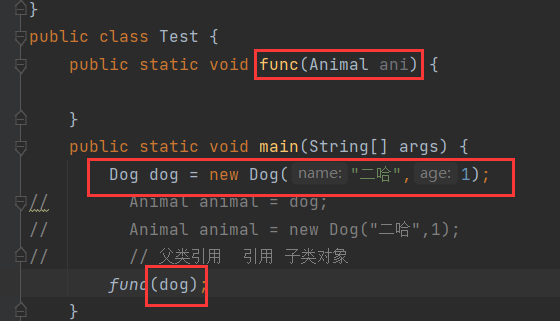 }
public class Test {
public static void func(Animal ani) {
}
public static void main(String[] args) {
Dog dog = new Dog( name: "二哈", age: 1);
// Animal animal = dog;
// Animal animal = new Dog("二哈",1);
// // 父类引用 引用 子类对象
func(dog);
}